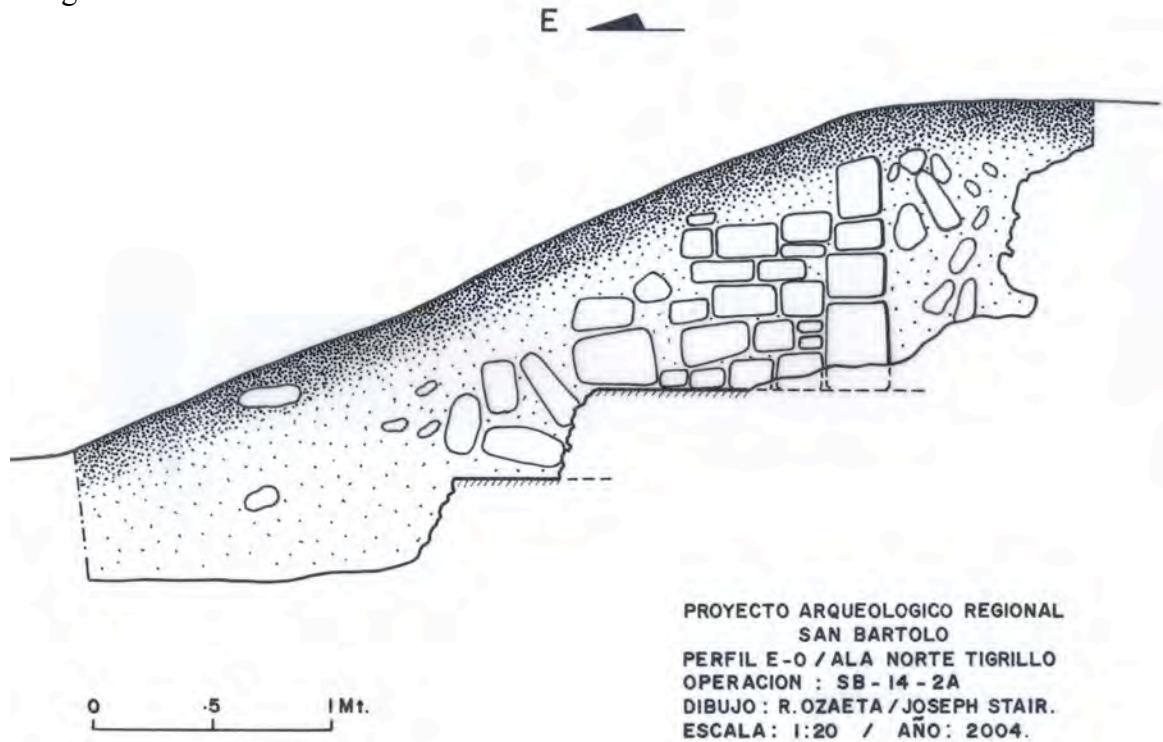 E
PROYECTO ARQUEOLOGICO REGIONAL
SAN BARTOLO
PERFIL E-O / ALA NORTE TIGRILLO
OPERACION : SB - 14 - 2A
DIBUJO : R. OZAETA / JOSEPH STAIR.
ESCALA : 1:20 / AÑO : 2004.
0 .5 1 Mt.